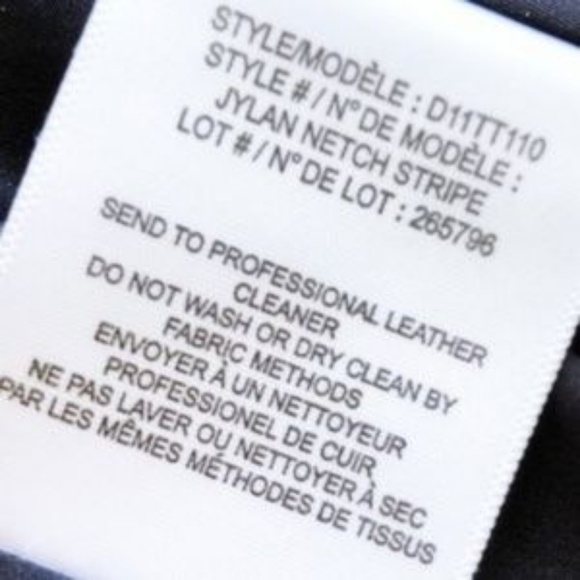 STYLE/MODÈLE : D11TT110
STYLE # / N° DE MODÈLE :
JYLAN NETCH STRIPE
LOT # / N° DE LOT : 265796
SEND TO PROFESSIONAL LEATHER
CLEANER
DO NOT WASH OR DRY CLEAN BY
FABRIC METHODS
ENVOYER À UN NETTOYEUR
PROFESSIONEL DE CUIR
NE PAS LAVER OU NETTOYER À SEC
PAR LES MÊMES MÉTHODES DE TISSUS